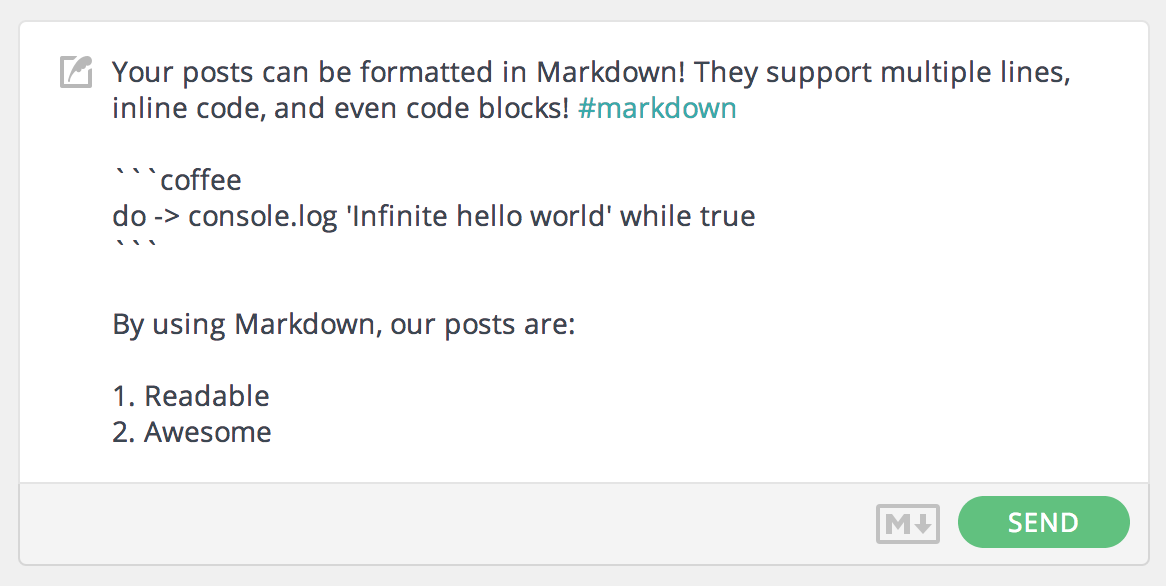 Your posts can be formatted in Markdown! They support multiple lines,
inline code, and even code blocks! #markdown
```coffee
do -> console.log 'Infinite hello world' while true
```
By using Markdown, our posts are:
1. Readable
2. Awesome
M
SEND